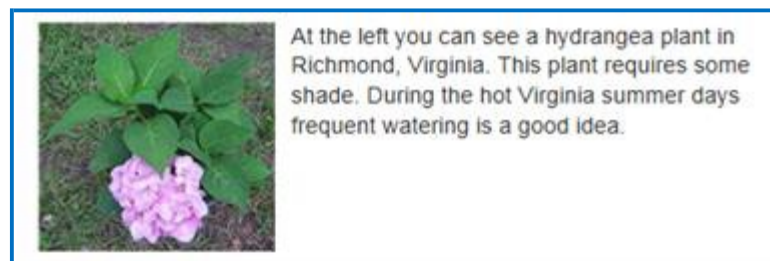 At the left you can see a hydrangea plant in
Richmond, Virginia. This plant requires some
shade. During the hot Virginia summer days
frequent watering is a good idea.